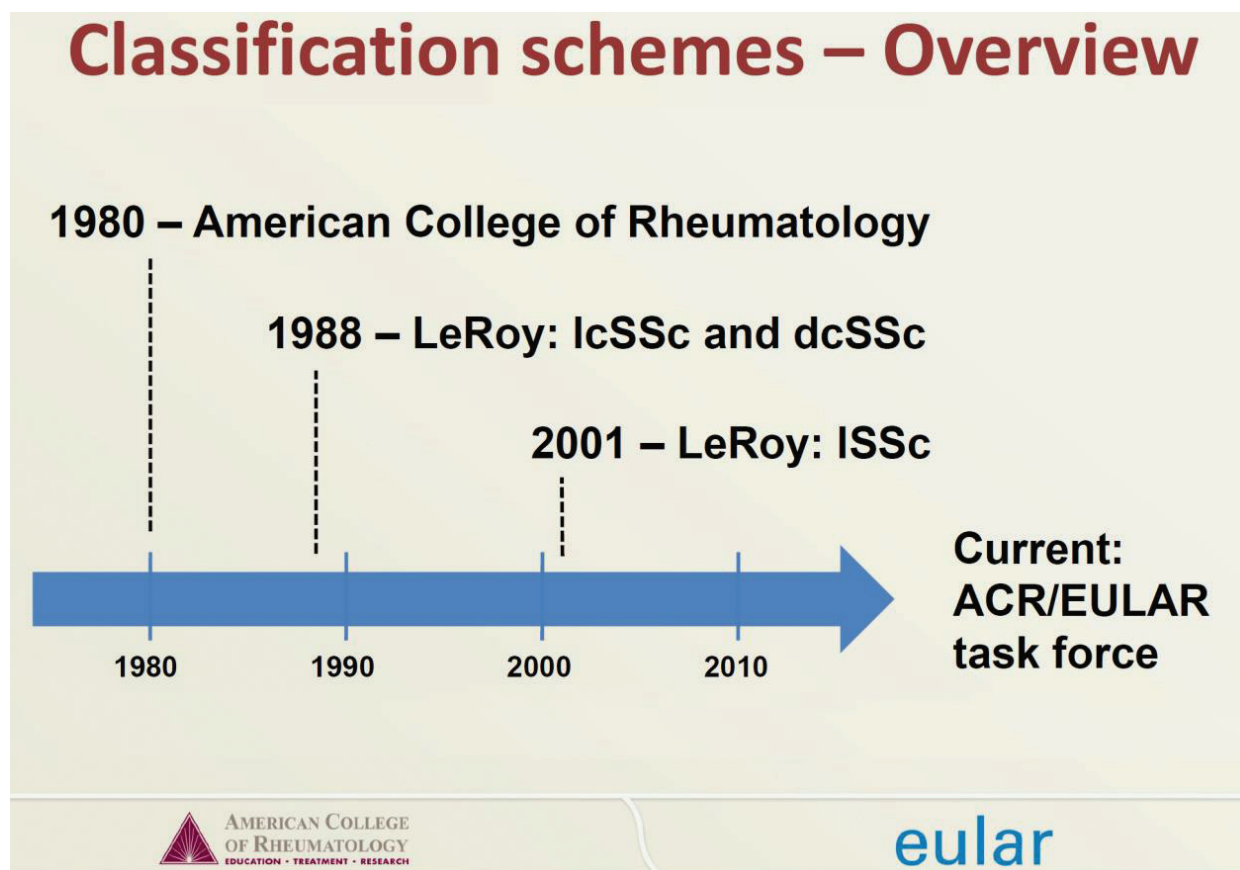 Classification schemes – Overview
1980 – American College of Rheumatology
1988 – LeRoy: lcSSc and dcSSc
2001 – LeRoy: lSSc
Current:
ACR/EULAR
task force
1980
1990
2000
2010
AMERICAN COLLEGE
OF RHEUMATOLOGY
EDUCATION • TREATMENT • RESEARCH
eular